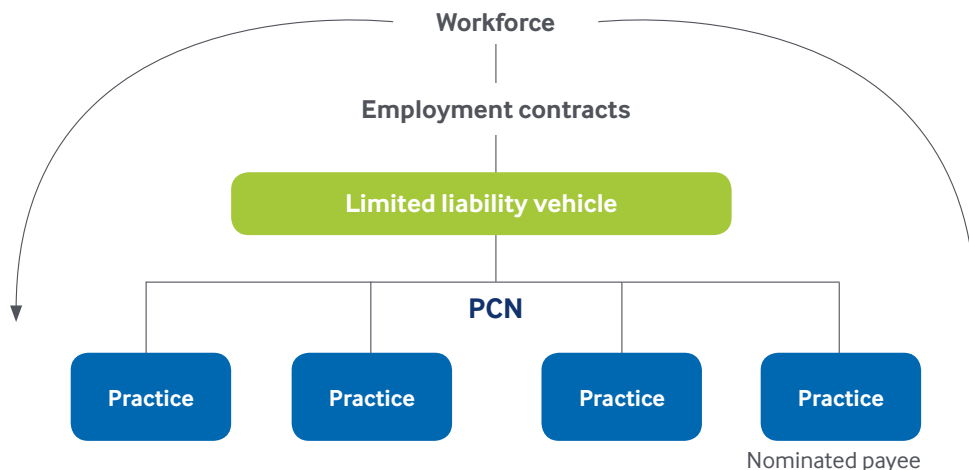 Workforce
Employment contracts
Limited liability vehicle
PCN
Practice
Practice
Practice
Practice
Nominated payee